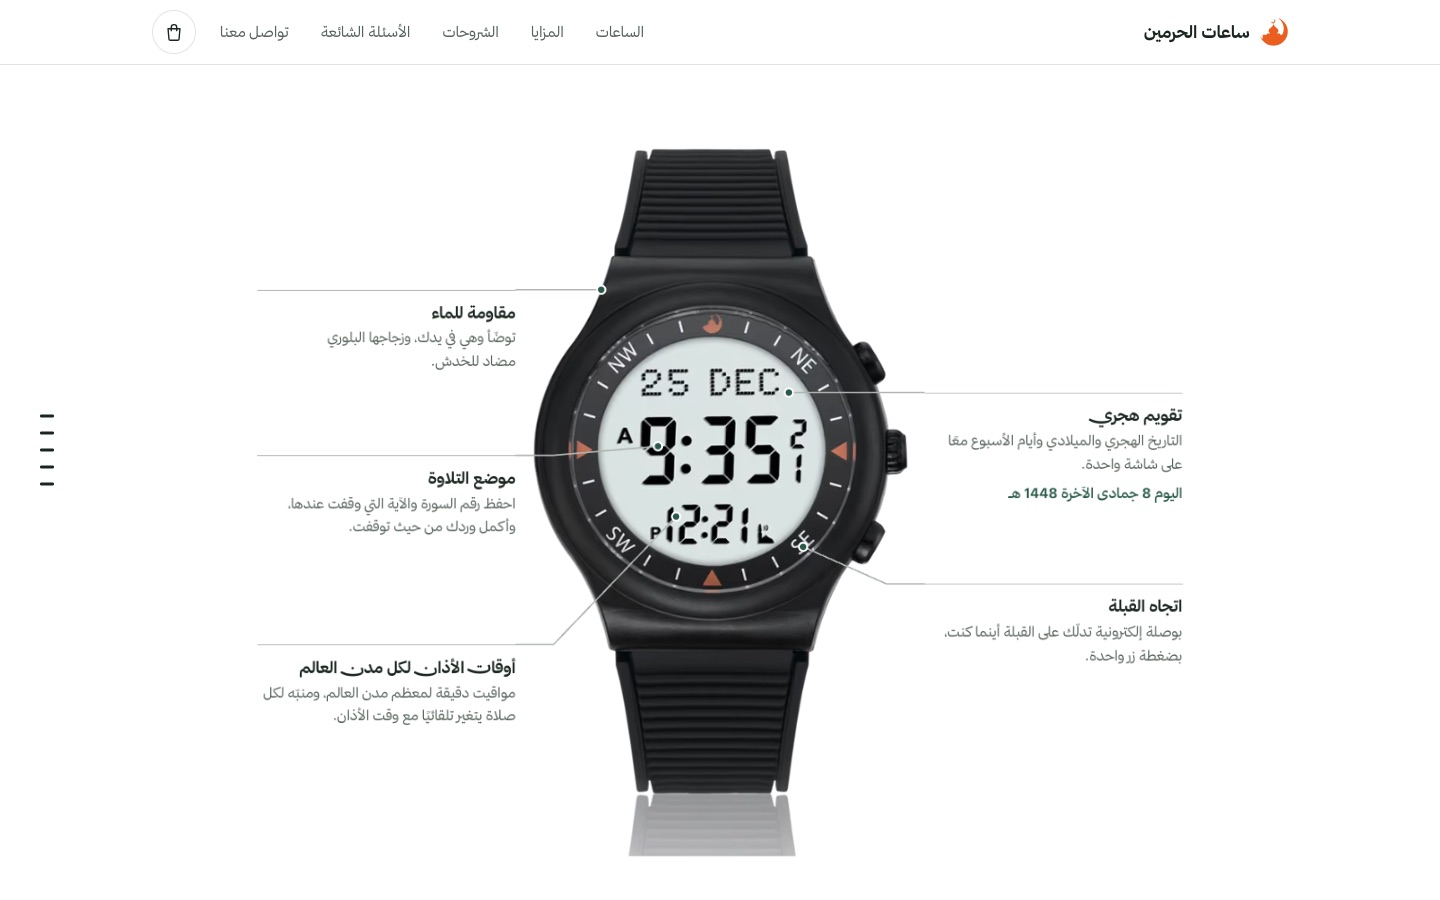 ساعات الحرمين
الساعات
المزايا
الشروحات
الأسئلة الشائعة
تواصل معنا
NW
NE
25 DEC
A 9:35 21
P 12:21
SW
SE
تقويم هجري
التاريخ الهجري والميلادي وأيام الأسبوع معًا
على شاشة واحدة.
اليوم 8 جمادى الآخرة 1448 هـ
اتجاه القبلة
بوصلة إلكترونية تدلّك على القبلة أينما كنت،
بضغطة زر واحدة.
مقاومة للماء
توضّأ وهي في يدك، وزجاجها البلوري
مضاد للخدش.
موضع التلاوة
احفظ رقم السورة والآية التي وقفت عندها،
وأكمل وردك من حيث توقفت.
أوقات الأذان لكل مدن العالم
مواقيت دقيقة لمعظم مدن العالم، ومنبّه لكل
صلاة يتغير تلقائيًا مع وقت الأذان.